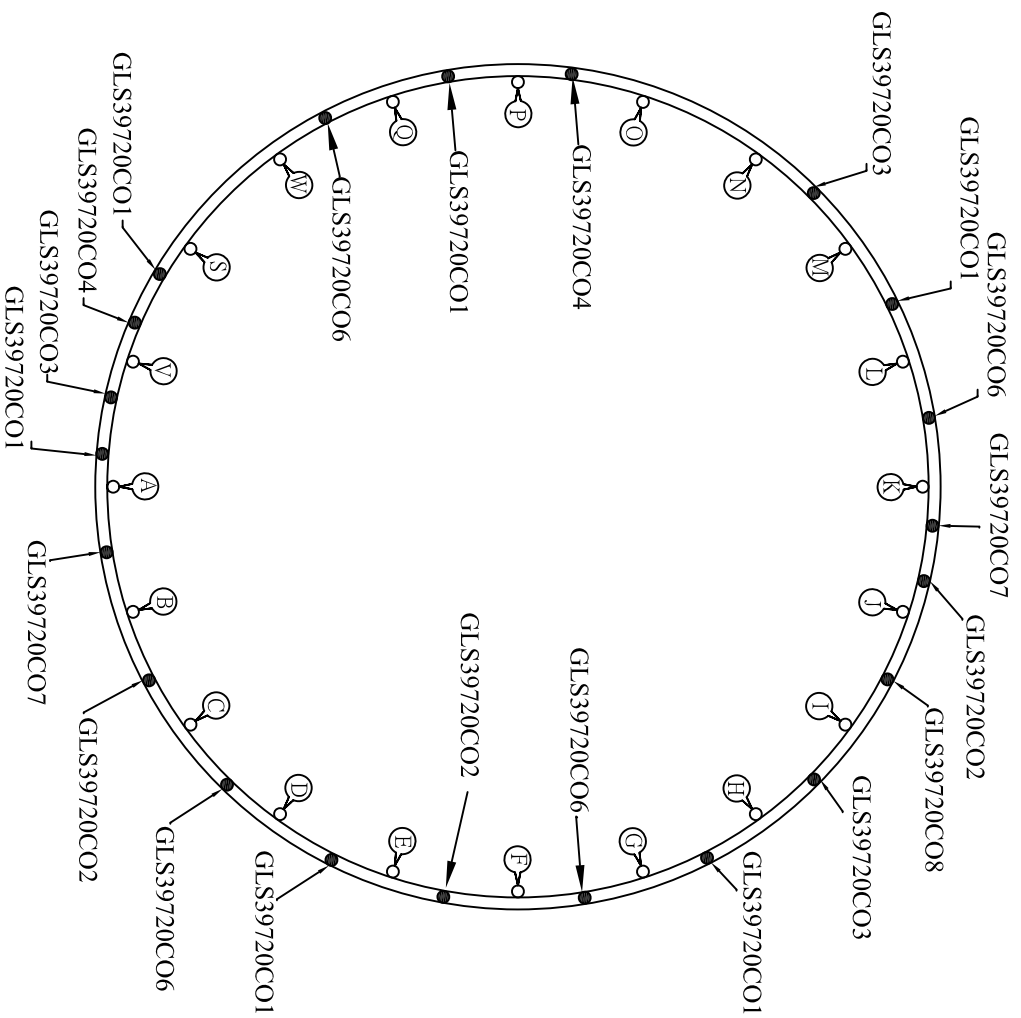 P
GLS39720CO4
O
N
GLS39720CO3
M
GLS39720CO1
L
GLS39720CO6
K
GLS39720CO7
GLS39720CO2
J
GLS39720CO8
I
GLS39720CO3
H
GLS39720CO1
G
GLS39720CO6
F
GLS39720CO2
E
GLS39720CO1
D
GLS39720CO6
C
GLS39720CO2
B
GLS39720CO7
A
GLS39720CO1
GLS39720CO3
V
GLS39720CO4
GLS39720CO1
S
W
GLS39720CO6
Q
GLS39720CO1